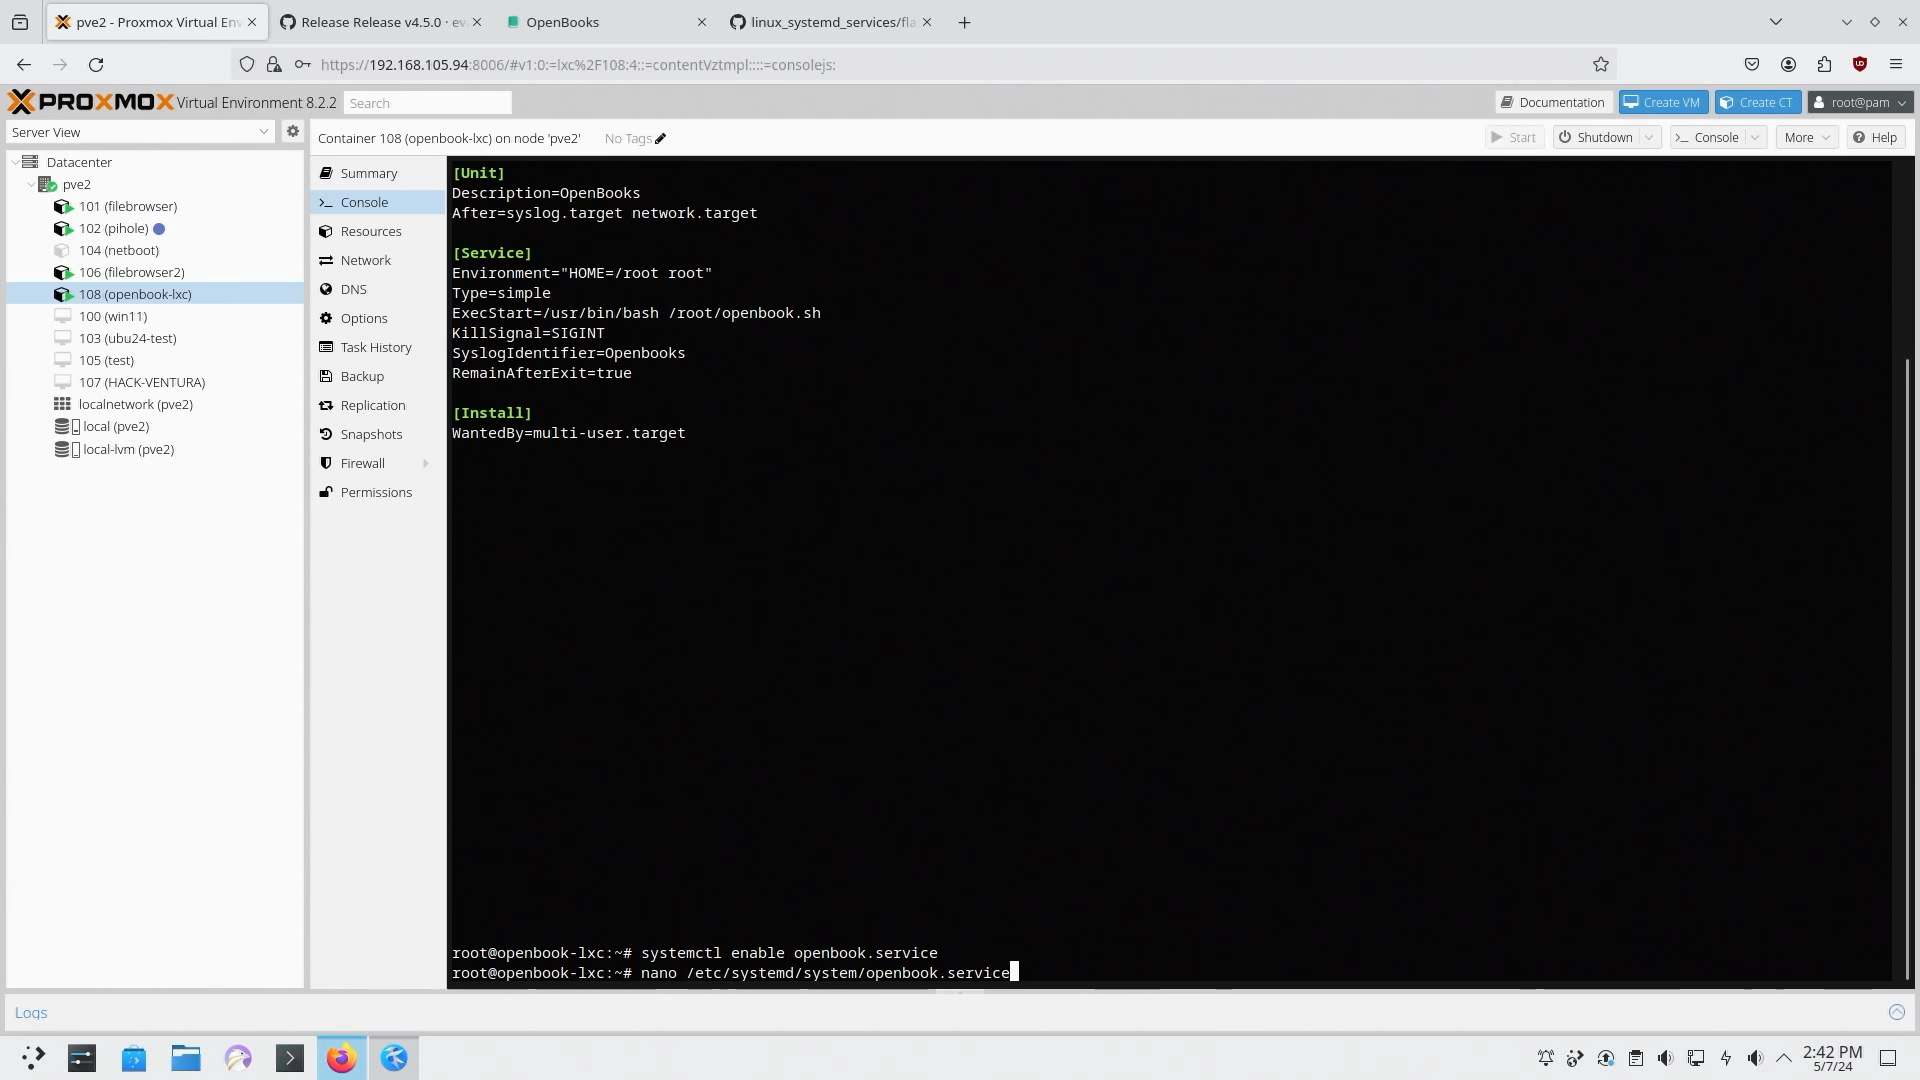 pve2 - Proxmox Virtual Env
Release Release v4.5.0 · ev
OpenBooks
linux_systemd_services/fla
https://192.168.105.94:8006/#v1:0:=lxc%2F108:4::=contentVztmpl::::=consolejs:
PROXMOX Virtual Environment 8.2.2
Search
Documentation
Create VM
Create CT
root@pam
Server View
Container 108 (openbook-lxc) on node 'pve2'
No Tags
Start
Shutdown
Console
More
Help
Datacenter
pve2
101 (filebrowser)
102 (pihole)
104 (netboot)
106 (filebrowser2)
108 (openbook-lxc)
100 (win11)
103 (ubu24-test)
105 (test)
107 (HACK-VENTURA)
localnetwork (pve2)
local (pve2)
local-lvm (pve2)
Summary
Console
Resources
Network
DNS
Options
Task History
Backup
Replication
Snapshots
Firewall
Permissions
[Unit]
Description=OpenBooks
After=syslog.target network.target
[Service]
Environment="HOME=/root root"
Type=simple
ExecStart=/usr/bin/bash /root/openbook.sh
KillSignal=SIGINT
SyslogIdentifier=Openbooks
RemainAfterExit=true
[Install]
WantedBy=multi-user.target
root@openbook-lxc:~# systemctl enable openbook.service
root@openbook-lxc:~# nano /etc/systemd/system/openbook.service
Logs
2:42 PM
5/7/24